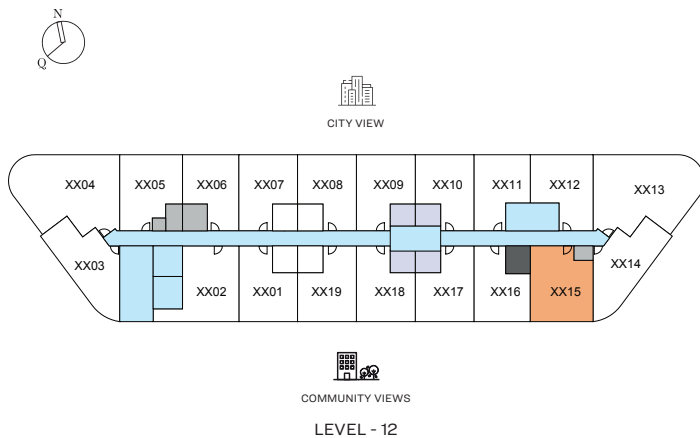 N
Q
CITY VIEW
XX04 XX05 XX06 XX07 XX08 XX09 XX10 XX11 XX12 XX13
XX03 XX14
XX02 XX01 XX19 XX18 XX17 XX16 XX15
COMMUNITY VIEWS
LEVEL - 12